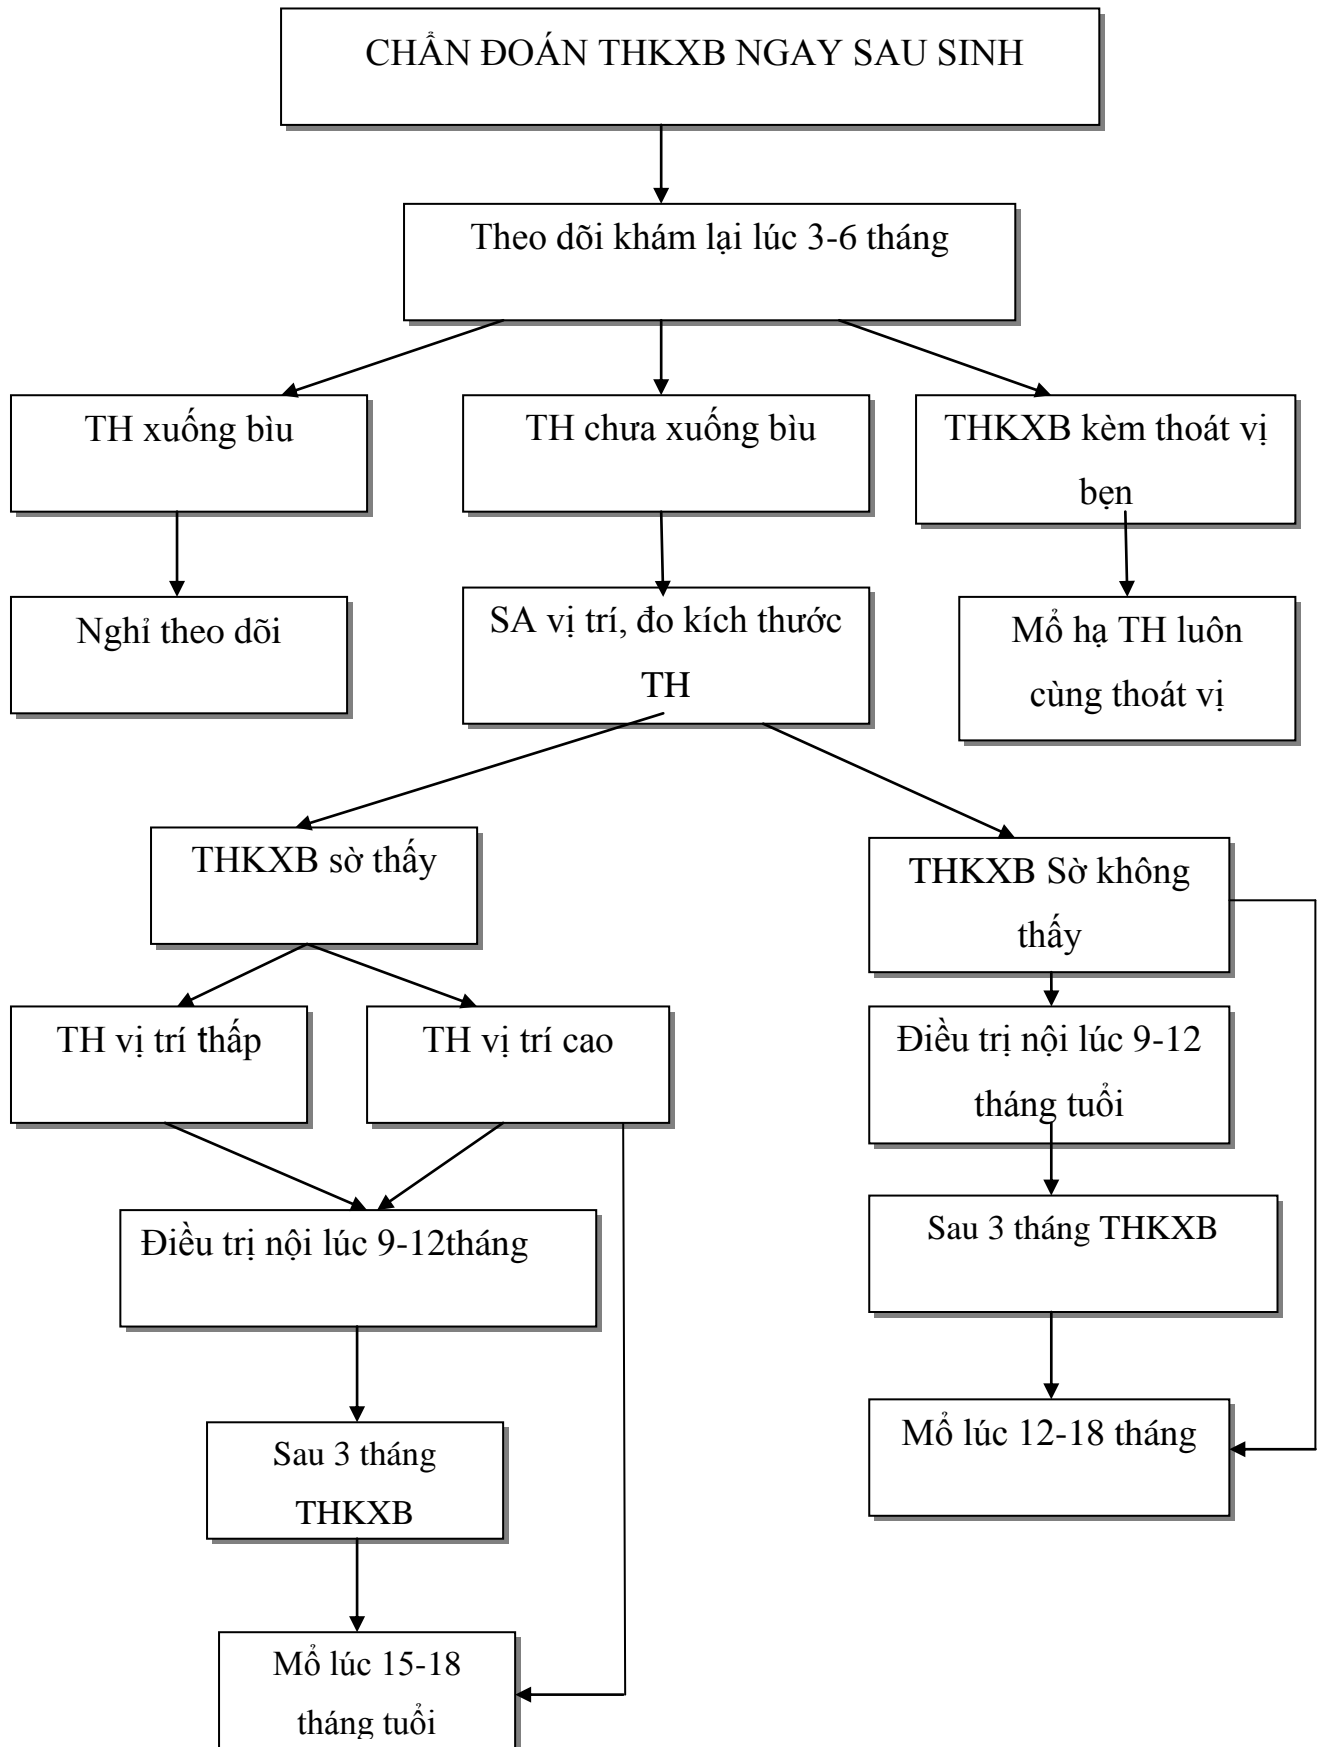 CHẨN ĐOÁN THKXB NGAY SAU SINH
Theo dõi khám lại lúc 3-6 tháng
TH xuống bìu
TH chưa xuống bìu
THKXB kèm thoát vị
bẹn
Nghỉ theo dõi
SA vị trí, đo kích thước
TH
Mổ hạ TH luôn
cùng thoát vị
THKXB sờ thấy
THKXB Sờ không
thấy
TH vị trí thấp
TH vị trí cao
Điều trị nội lúc 9-12
tháng tuổi
Điều trị nội lúc 9-12tháng
Sau 3 tháng THKXB
Sau 3 tháng
THKXB
Mổ lúc 12-18 tháng
Mổ lúc 15-18
tháng tuổi